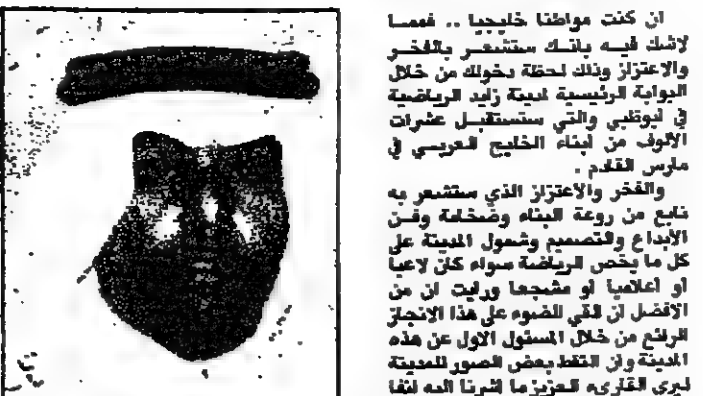 ان كنت مواطنا خليجيا .. فمما
لاشك فيه بانك ستشعر بالفخر
والاعتزاز وذلك لحظة دخولك من خلال
البوابة الرئيسية لمدينة زايد الرياضية
في ابوظبي والتي ستستقبل عشرات
الألوف من ابناء الخليج العربي في
مارس القادم .
والفخر والاعتزاز الذي ستشعر به
نابع من روعة البناء وضخامة وفن
الابداع والتصميم وشمول المدينة على
كل ما يخص الرياضة سواء كان لاعبا
او اعلاميا او مشجعا ورايت ان من
الافضل ان القي الضوء على هذا الانجاز
الرائع من خلال المسئول الاول عن هذه
المدينة وان التقط بعض الصور للمدينة
ليرى القاريء العزيز ما اشرنا اليه انفا